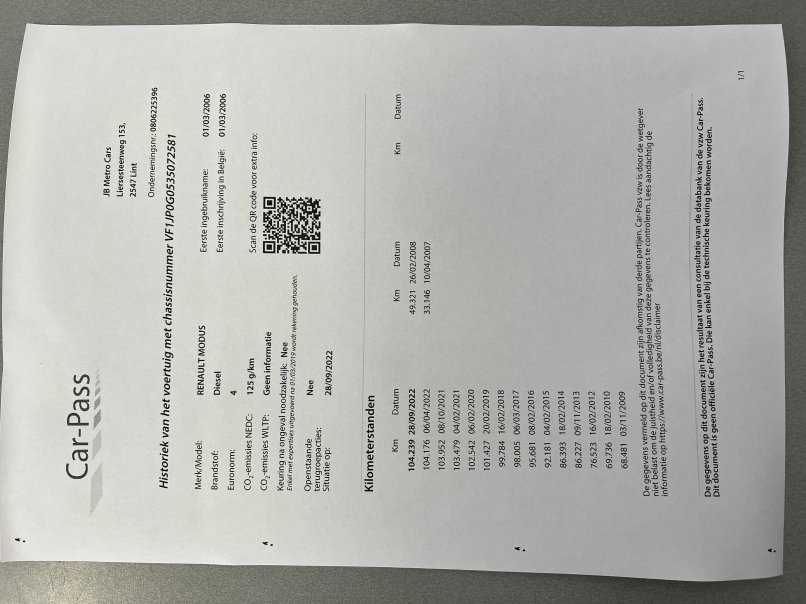 Car-Pass
JB Metro Cars
Liersesteenweg 153,
2547 Lint
Ondernemingsnr.: 0806225396
Historiek van het voertuig met chassisnummer VF1JP0G0535072581
Merk/Model: RENAULT MODUS
Brandstof: Diesel
Euronorm: 4
CO2-emissies NEDC: 125 g/km
CO2-emissies WLTP: Geen informatie
Keuring na ongeval noodzakelijk: Nee
Enkel met expertises uitgevoerd na 01/03/2019 wordt rekening gehouden.
Openstaande
terugroepacties: Nee
Situatie op: 28/09/2022
Eerste ingebruikname: 01/03/2006
Eerste inschrijving in België: 01/03/2006
Scan de QR code voor extra info:
Kilometerstanden
Km Datum
104.239 28/09/2022
104.176 06/04/2022
103.952 08/10/2021
103.479 04/02/2021
102.542 06/02/2020
101.427 20/02/2019
99.784 16/02/2018
98.005 06/03/2017
95.681 08/02/2016
92.181 04/02/2015
86.393 18/02/2014
86.227 09/11/2013
76.523 16/02/2012
69.736 18/02/2010
68.481 03/11/2009
Km Datum
49.321 26/02/2008
33.146 10/04/2007
Km Datum
De gegevens vermeld op dit document zijn afkomstig van derde partijen. Car-Pass vzw is door de wetgever
niet belast om de juistheid en/of volledigheid van deze gegevens te controleren. Lees aandachtig de
informatie op https://www.car-pass.be/nl/disclaimer
De gegevens op dit document zijn het resultaat van een consultatie van de databank van de vzw Car-Pass.
Dit document is geen officiële Car-Pass. Die kan enkel bij de technische keuring bekomen worden.
1/1